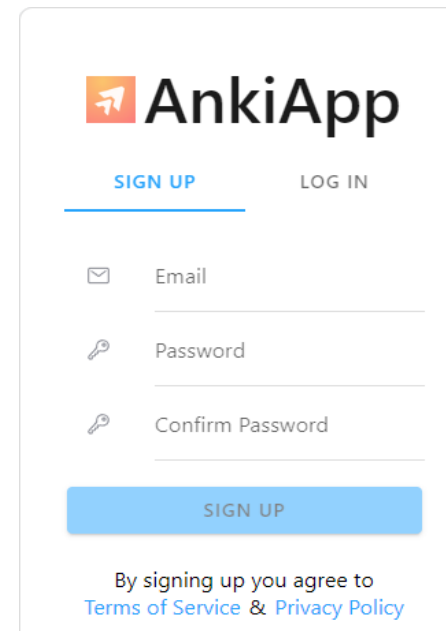 AnkiApp
SIGN UP LOG IN
Email
Password
Confirm Password
SIGN UP
By signing up you agree to
Terms of Service & Privacy Policy